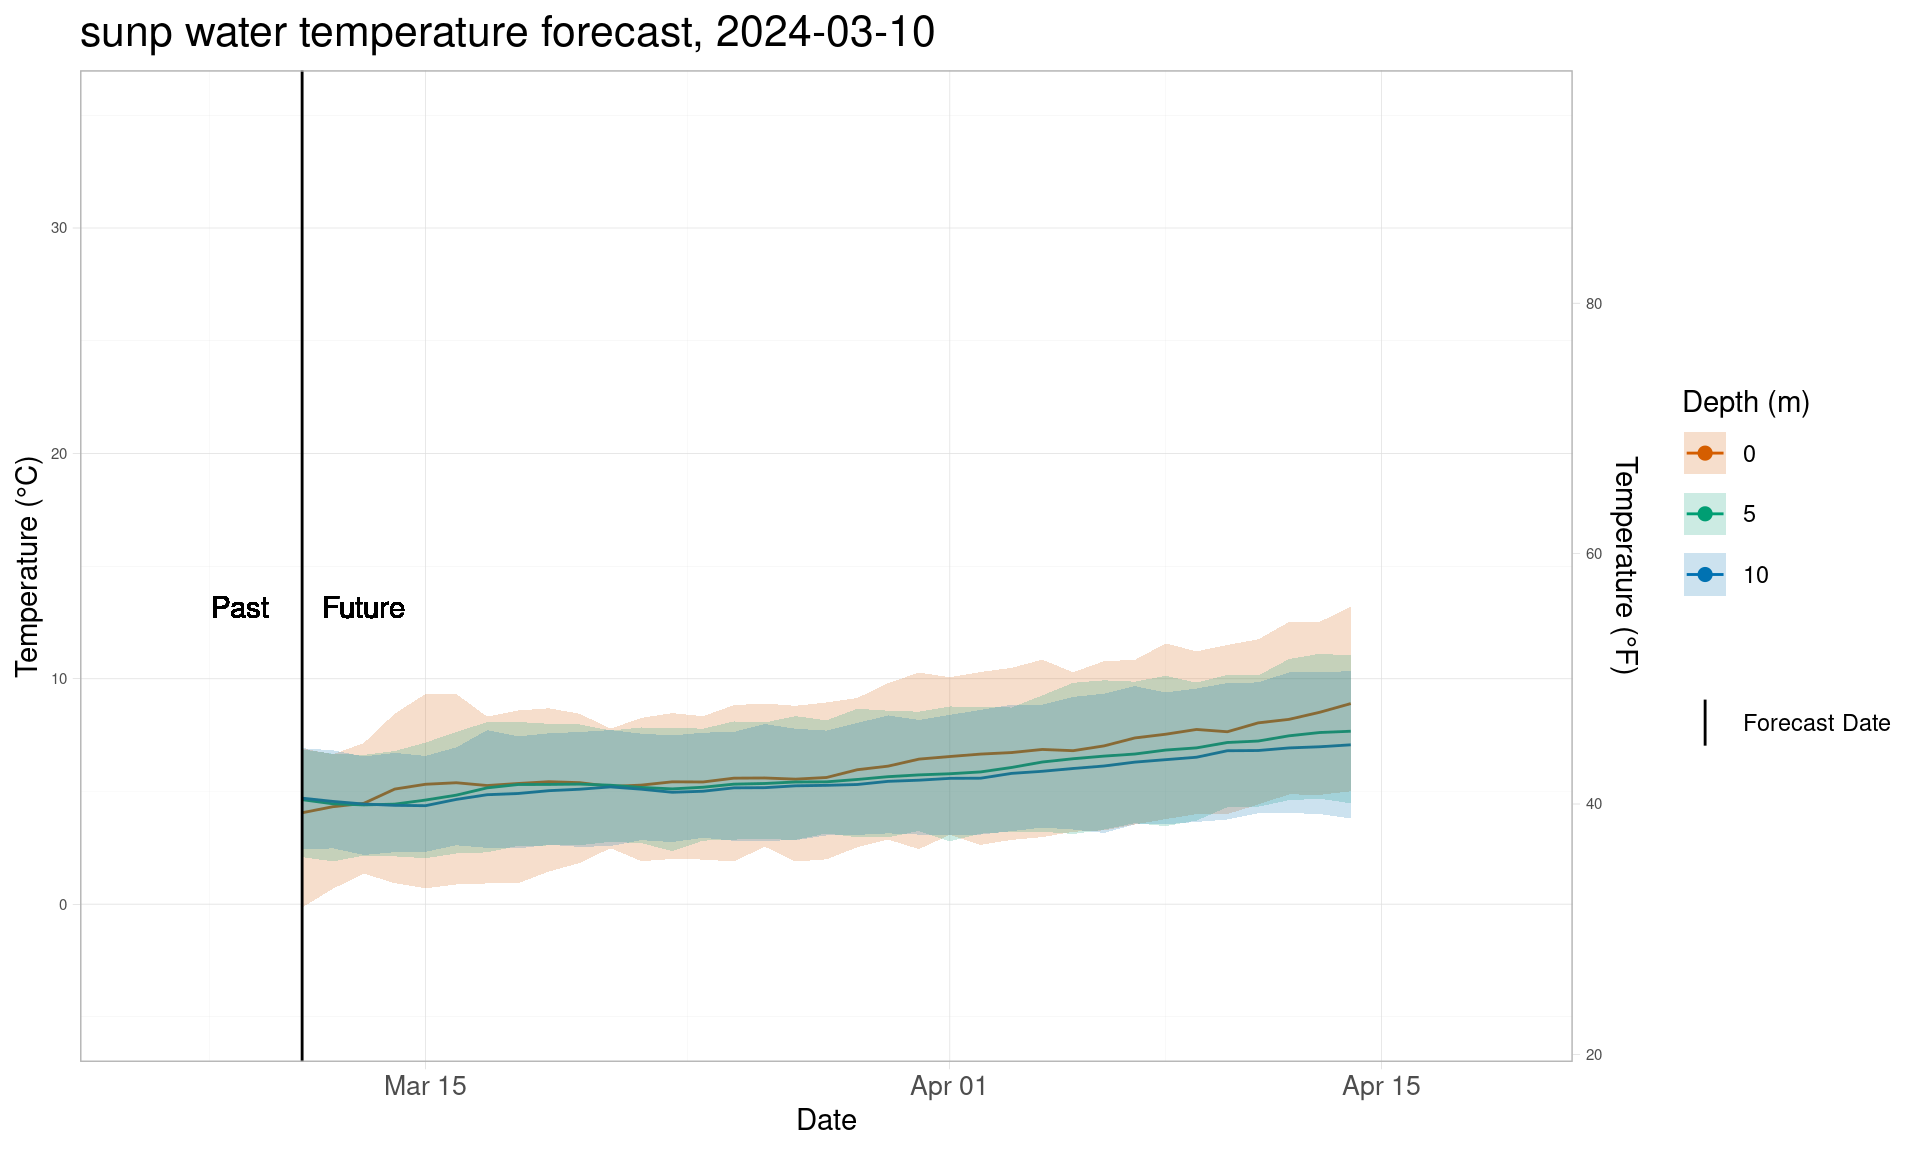 sunp water temperature forecast, 2024-03-10
Temperature (°C)
30
20
10
0
Past
Future
80
60
40
20
Temperature (°F)
Mar 15
Apr 01
Apr 15
Date
Depth (m)
0
5
10
Forecast Date